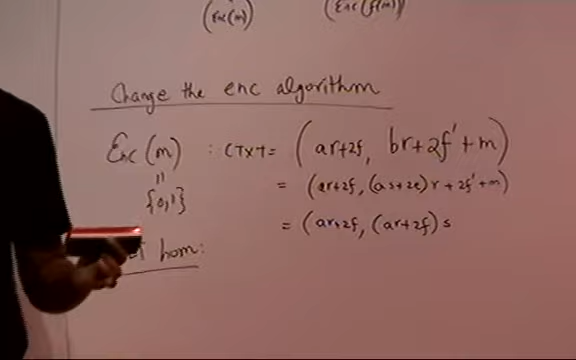 (Enc(m)) (Enc(f(m)))
Change the enc algorithm
Enc(m) : CTXT = (ar+2f, br+2f'+m)
"
{0,1}
= (ar+2f, (as+2e)r + 2f'+m)
= (ar+2f, (ar+2f)s
hom: